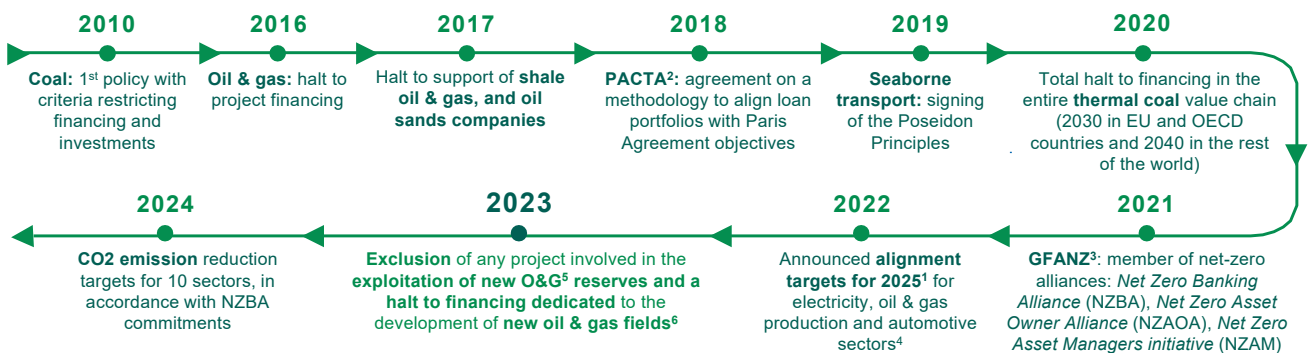 2010
2016
2017
2018
2019
2020
Coal: 1st policy with
criteria restricting
financing and
investments
Oil & gas: halt to
project financing
Halt to support of shale
oil & gas, and oil
sands companies
PACTA²: agreement on a
methodology to align loan
portfolios with Paris
Agreement objectives
Seaborne
transport: signing
of the Poseidon
Principles
Total halt to financing in the
entire thermal coal value chain
(2030 in EU and OECD
countries and 2040 in the rest
of the world)
2024
2023
2022
2021
CO2 emission reduction
targets for 10 sectors, in
accordance with NZBA
commitments
Exclusion of any project involved in the
exploitation of new O&G⁵ reserves and a
halt to financing dedicated to the
development of new oil & gas fields⁶
Announced alignment
targets for 2025¹ for
electricity, oil & gas
production and automotive
sectors⁴
GFANZ³: member of net-zero
alliances: Net Zero Banking
Alliance (NZBA), Net Zero Asset
Owner Alliance (NZAOA), Net Zero
Asset Managers initiative (NZAM)